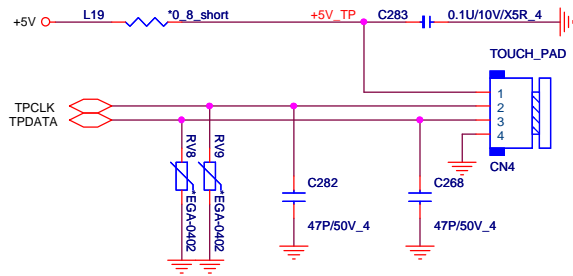 L19 *0_8_short +5V_TP C283 0.1U/10V/X5R_4
+5V
TOUCH_PAD
1
TPCLK 2
TPDATA 3
4
CN4
RV8 *EGA-0402
RV9 *EGA-0402
C282
47P/50V_4
C268
47P/50V_4